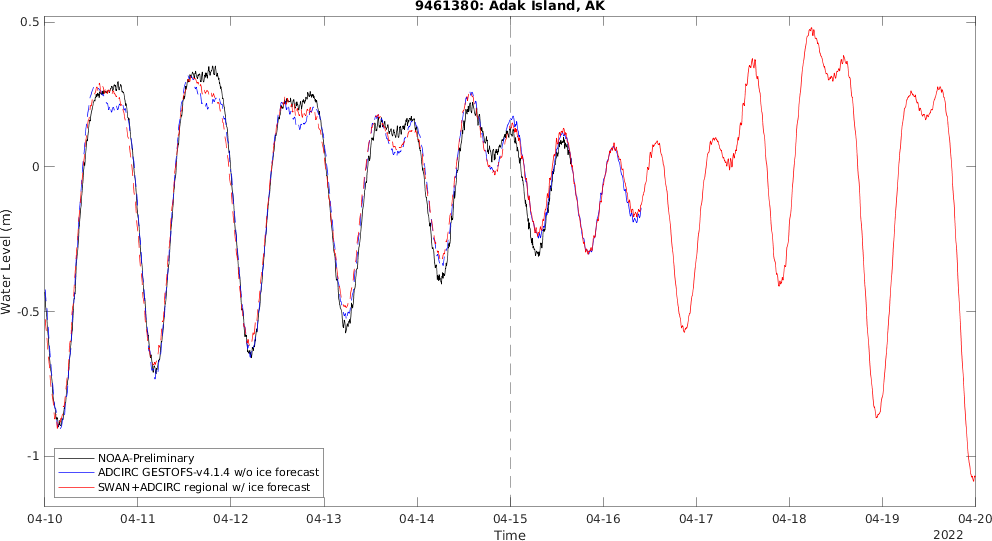 9461380: Adak Island, AK
0.5
0
-0.5
-1
Water Level (m)
NOAA-Preliminary
ADCIRC GESTOFS-v4.1.4 w/o ice forecast
SWAN+ADCIRC regional w/ ice forecast
04-10 04-11 04-12 04-13 04-14 04-15 04-16 04-17 04-18 04-19 04-20
Time
2022